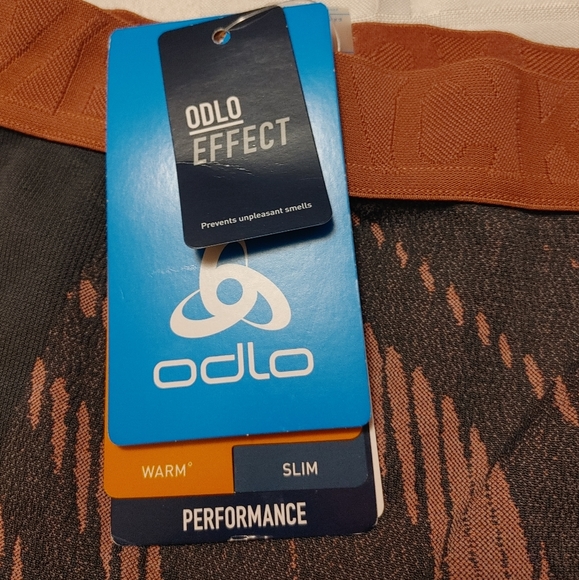 ODLO
EFFECT
Prevents unpleasant smells
odlo
WARM°
SLIM
PERFORMANCE